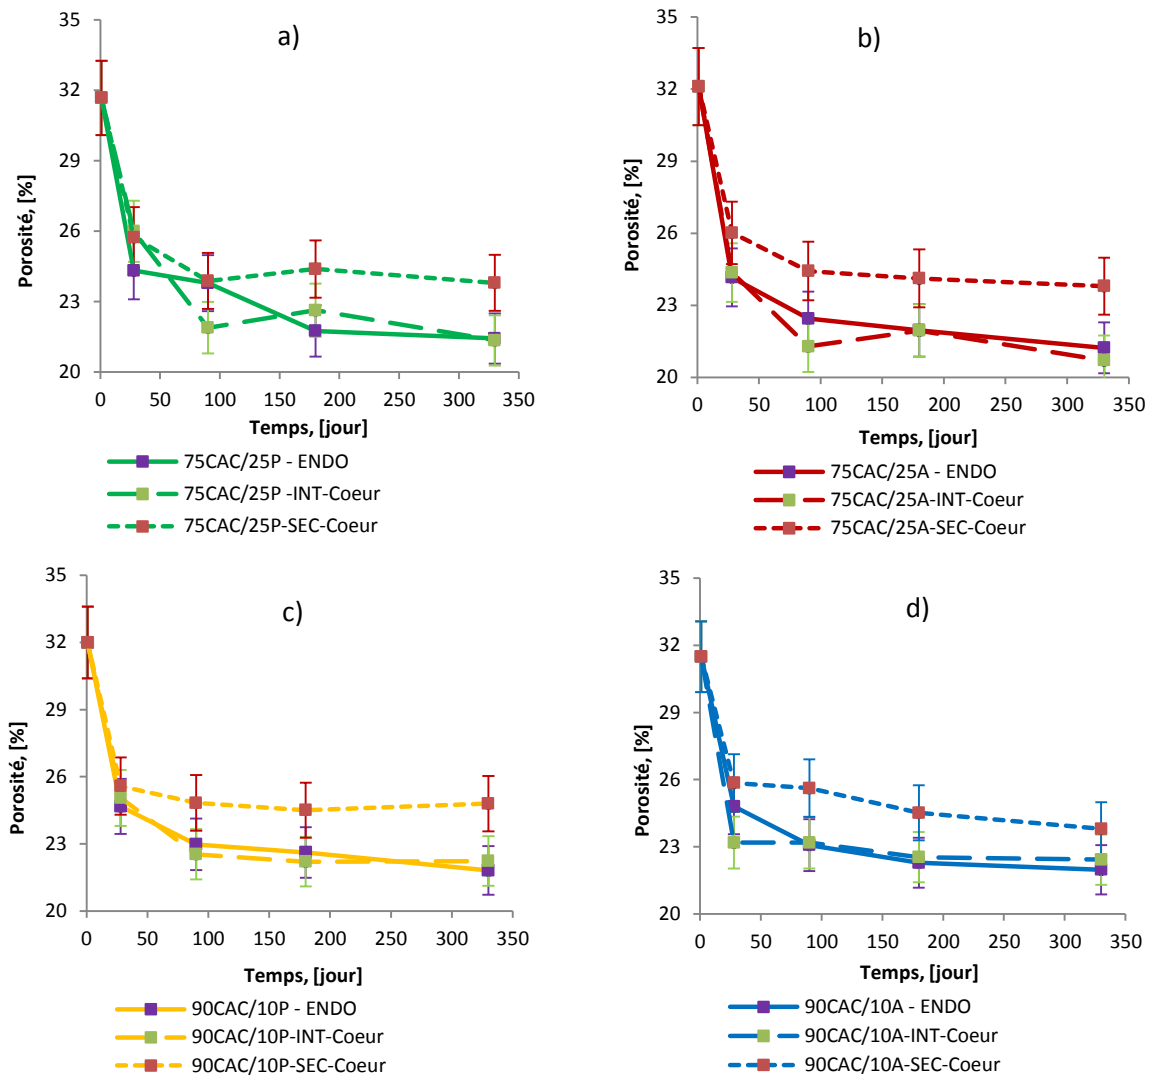 a)
Porosité, [%]
35
32
29
26
23
20
0 50 100 150 200 250 300 350
Temps, [jour]
75CAC/25P - ENDO
75CAC/25P -INT-Coeur
75CAC/25P-SEC-Coeur
b)
Porosité, [%]
35
32
29
26
23
20
0 50 100 150 200 250 300 350
Temps, [jour]
75CAC/25A - ENDO
75CAC/25A-INT-Coeur
75CAC/25A-SEC-Coeur
c)
Porosité, [%]
35
32
29
26
23
20
0 50 100 150 200 250 300 350
Temps, [jour]
90CAC/10P - ENDO
90CAC/10P-INT-Coeur
90CAC/10P-SEC-Coeur
d)
Porosité, [%]
35
32
29
26
23
20
0 50 100 150 200 250 300 350
Temps, [jour]
90CAC/10A - ENDO
90CAC/10A-INT-Coeur
90CAC/10A-SEC-Coeur